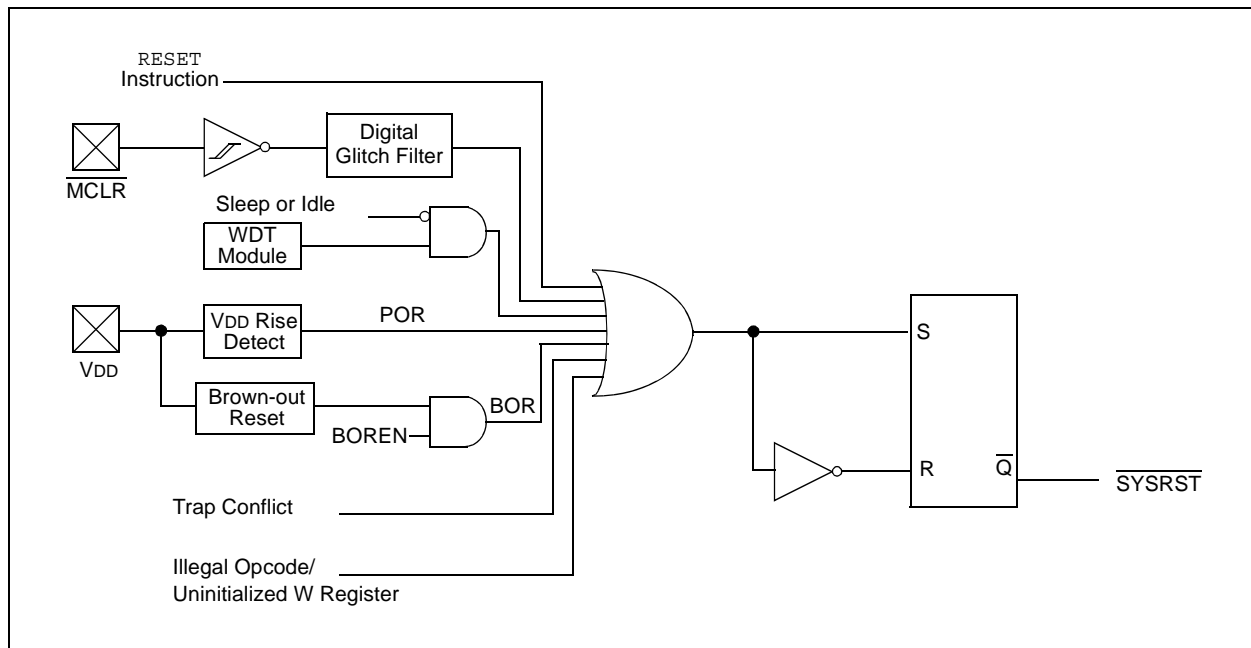 RESET
Instruction
Digital
Glitch Filter
MCLR
Sleep or Idle
WDT
Module
VDD Rise
Detect
POR
VDD
Brown-out
Reset
BOREN
BOR
S
R
Q
SYSRST
Trap Conflict
Illegal Opcode/
Uninitialized W Register